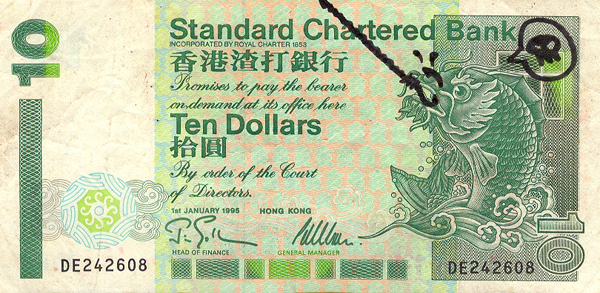 10
Standard Chartered Bank
INCORPORATED BY ROYAL CHARTER 1853
香港渣打銀行
Promises to pay the bearer
on demand at its office here
Ten Dollars
拾圓
By order of the Court
of Directors.
1st JANUARY 1995 HONG KONG
HEAD OF FINANCE GENERAL MANAGER
DE242608 DE242608
10